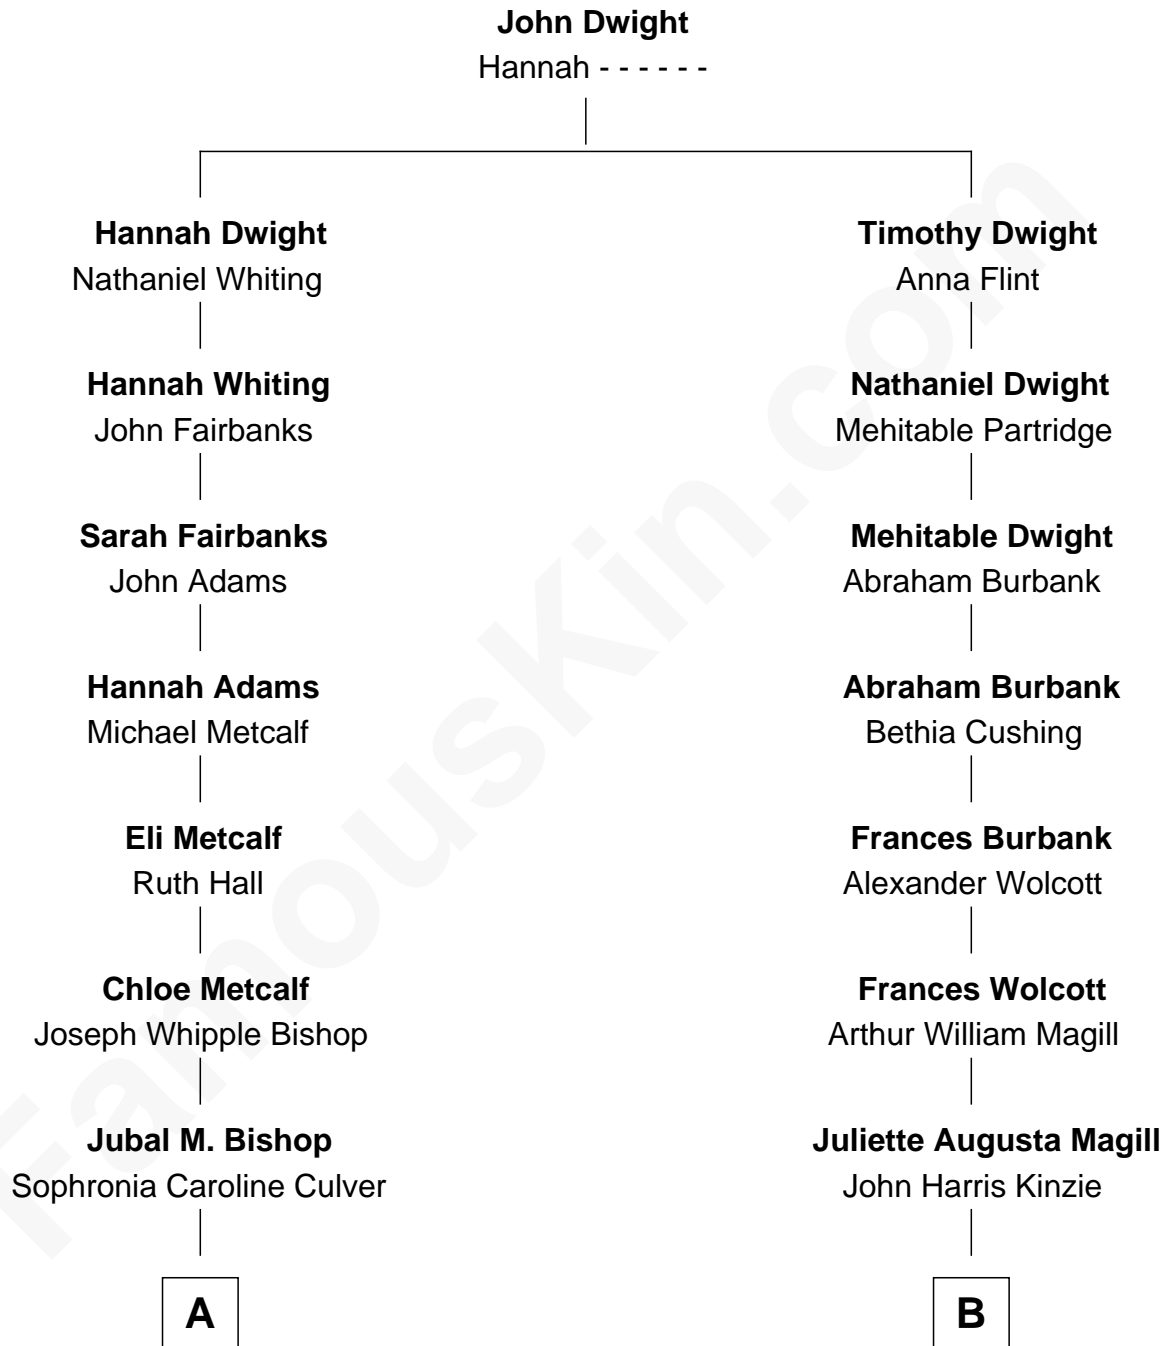 John Dwight
Hannah - - - - - -
Hannah Dwight
Nathaniel Whiting
Timothy Dwight
Anna Flint
Hannah Whiting
John Fairbanks
Nathaniel Dwight
Mehitable Partridge
Sarah Fairbanks
John Adams
Mehitable Dwight
Abraham Burbank
Hannah Adams
Michael Metcalf
Abraham Burbank
Bethia Cushing
Eli Metcalf
Ruth Hall
Frances Burbank
Alexander Wolcott
Chloe Metcalf
Joseph Whipple Bishop
Frances Wolcott
Arthur William Magill
Jubal M. Bishop
Sophronia Caroline Culver
Juliette Augusta Magill
John Harris Kinzie
A
B
FamousKin.com